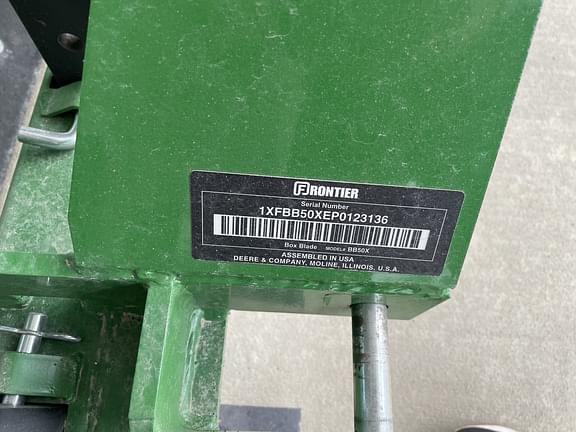 FRONTIER
Serial Number
1XFBB50XEP0123136
Box Blade MODEL# BB50X
ASSEMBLED IN USA
DEERE & COMPANY, MOLINE, ILLINOIS, U.S.A.